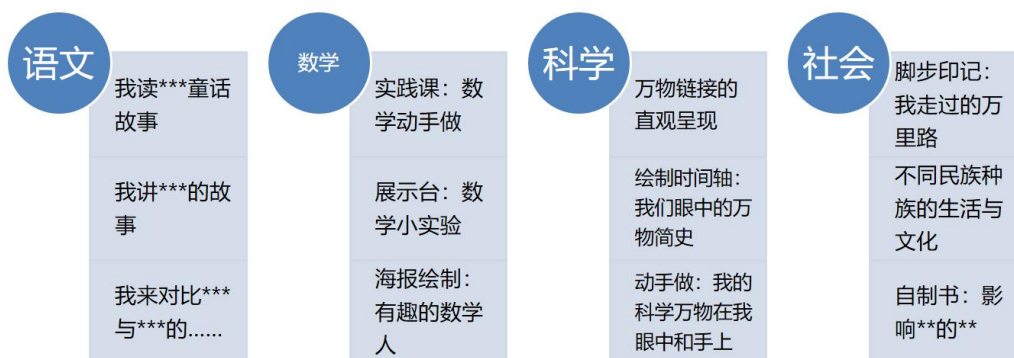 语文
我读***童话
故事
我讲***的故
事
我来对比***
与***的......
数学
实践课：数
学动手做
展示台：数
学小实验
海报绘制：
有趣的数学
人
科学
万物链接的
直观呈现
绘制时间轴：
我们眼中的万
物简史
动手做：我的
科学万物在我
眼中和手上
社会
脚步印记：
我走过的万
里路
不同民族种
族的生活与
文化
自制书：影
响**的**